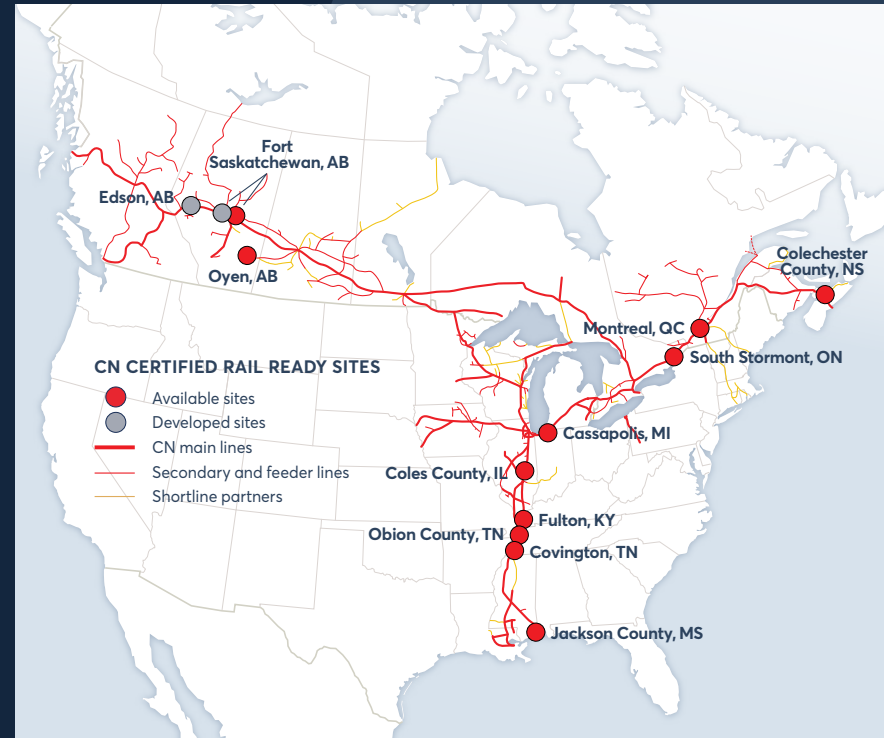 Fort
Saskatchewan, AB
Edson, AB
Oyen, AB
Colechester
County, NS
Montreal, QC
South Stormont, ON
CN CERTIFIED RAIL READY SITES
Available sites
Developed sites
CN main lines
Secondary and feeder lines
Shortline partners
Cassapolis, MI
Coles County, IL
Fulton, KY
Obion County, TN
Covington, TN
Jackson County, MS